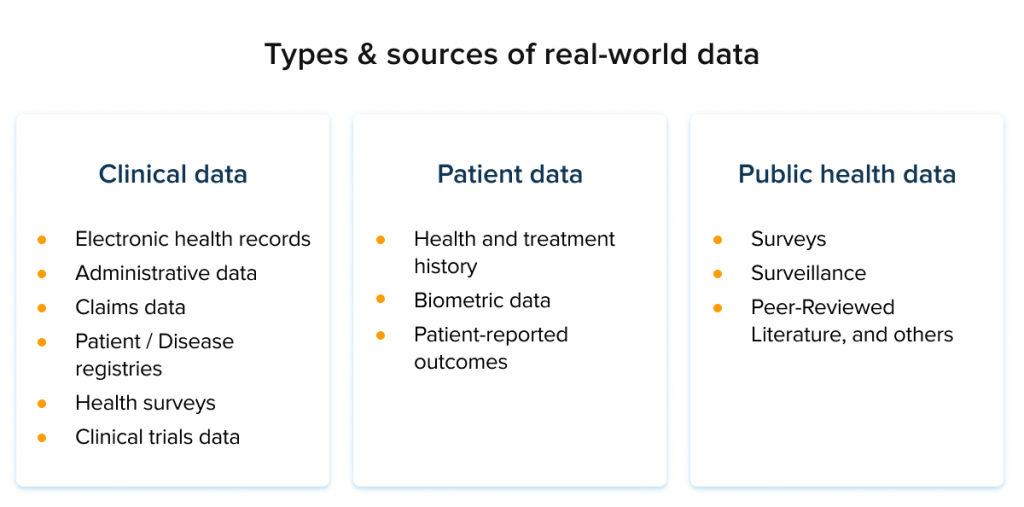 Types & sources of real-world data
Clinical data
Electronic health records
Administrative data
Claims data
Patient / Disease
registries
Health surveys
Clinical trials data
Patient data
Health and treatment
history
Biometric data
Patient-reported
outcomes
Public health data
Surveys
Surveillance
Peer-Reviewed
Literature, and others